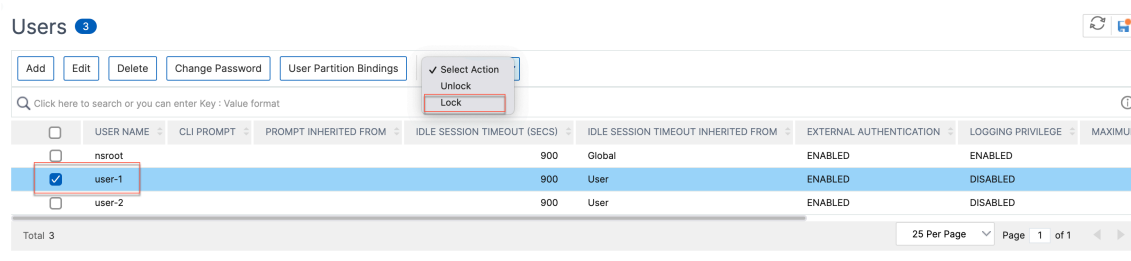 Users 3
Add Edit Delete Change Password User Partition Bindings ✓ Select Action
Unlock
Lock
Click here to search or you can enter Key : Value format
USER NAME CLI PROMPT PROMPT INHERITED FROM IDLE SESSION TIMEOUT (SECS) IDLE SESSION TIMEOUT INHERITED FROM EXTERNAL AUTHENTICATION LOGGING PRIVILEGE MAXIMU
nsroot 900 Global ENABLED ENABLED
user-1 900 User ENABLED DISABLED
user-2 900 User ENABLED DISABLED
Total 3 25 Per Page Page 1 of 1